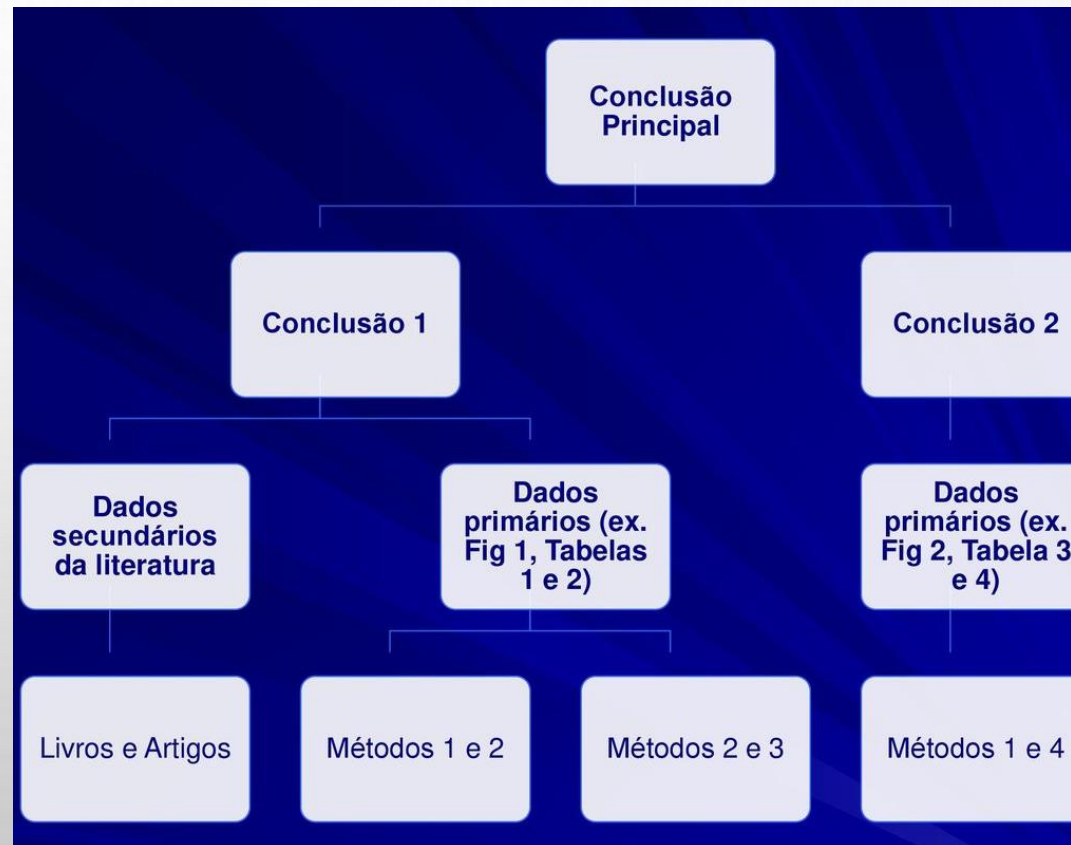 Conclusão
Principal
Conclusão 1
Conclusão 2
Dados
secundários
da literatura
Dados
primários (ex.
Fig 1, Tabelas
1 e 2)
Dados
primários (ex.
Fig 2, Tabela 3
e 4)
Livros e Artigos
Métodos 1 e 2
Métodos 2 e 3
Métodos 1 e 4